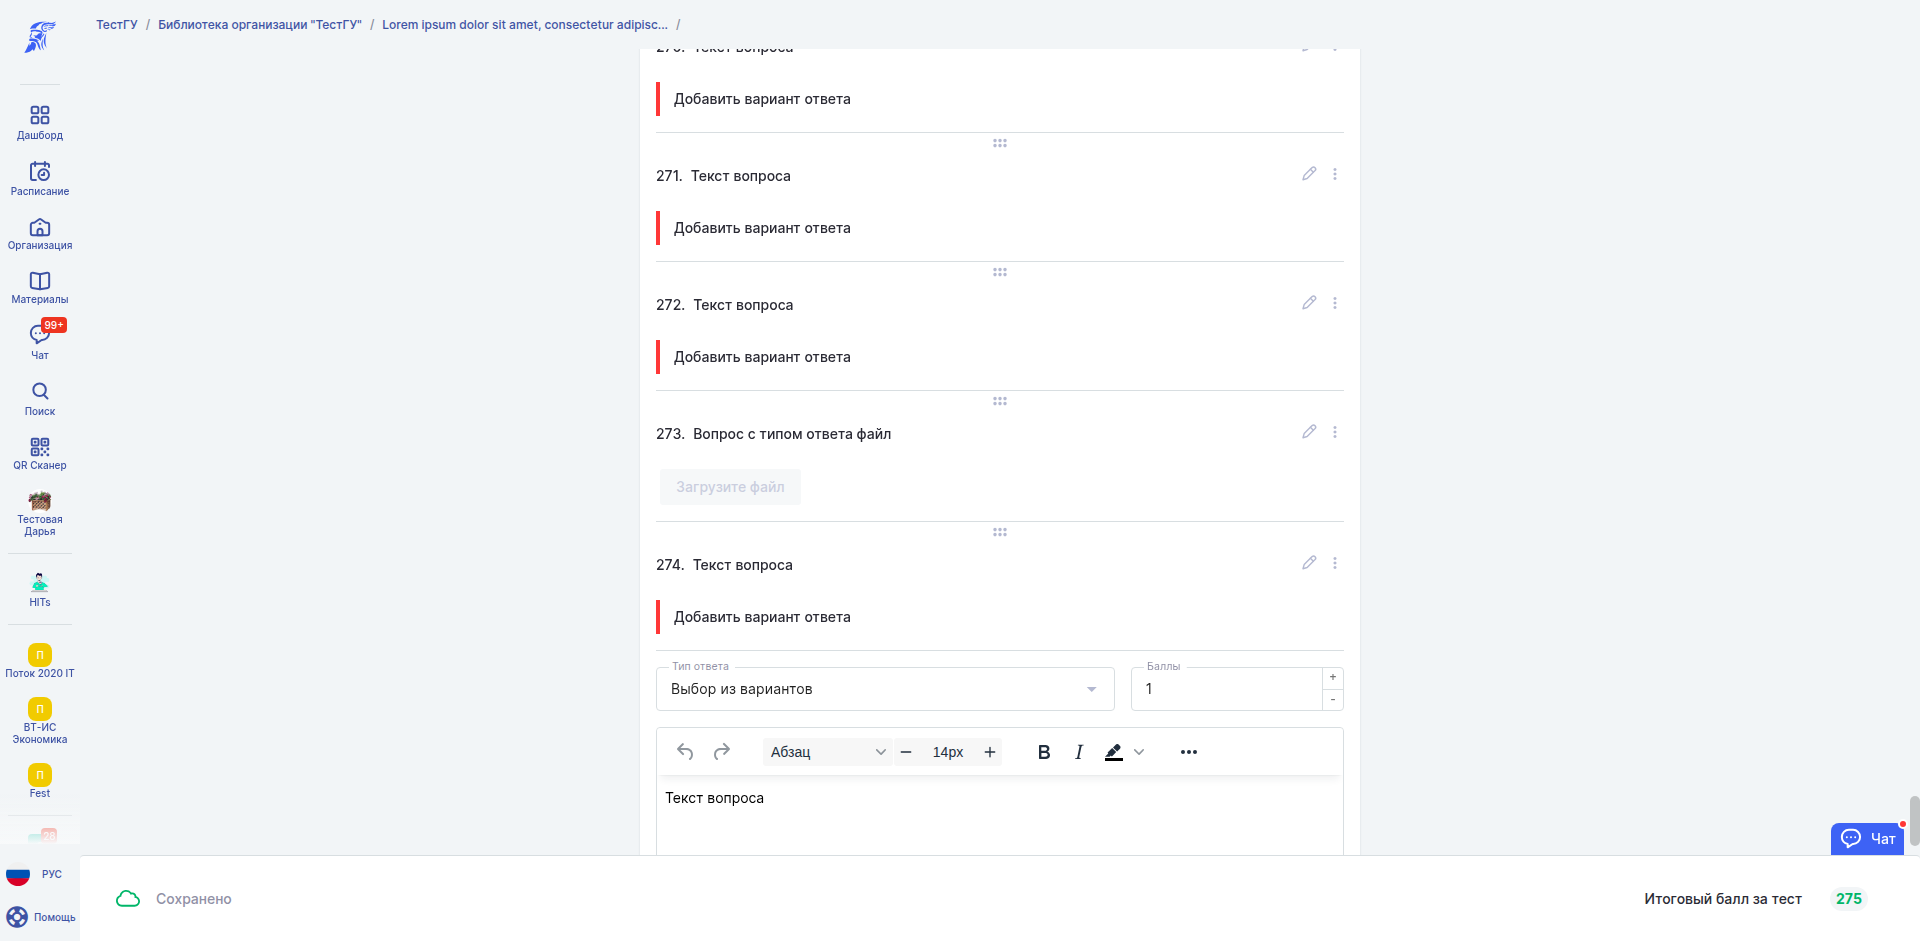 ТестГУ / Библиотека организации "ТестГУ" / Lorem ipsum dolor sit amet, consectetur adipisc... /
Дашборд
Расписание
Организация
Материалы
99+
Чат
Поиск
QR Сканер
Тестовая
Дарья
HITs
П
Поток 2020 IT
П
ВТ-ИС
Экономика
П
Fest
28
РУС
Помощь
270. Текст вопроса
Добавить вариант ответа
271. Текст вопроса
Добавить вариант ответа
272. Текст вопроса
Добавить вариант ответа
273. Вопрос с типом ответа файл
Загрузите файл
274. Текст вопроса
Добавить вариант ответа
Тип ответа
Выбор из вариантов
Баллы
1
+
-
Абзац
14px
B I
Текст вопроса
Чат
Сохранено
Итоговый балл за тест 275